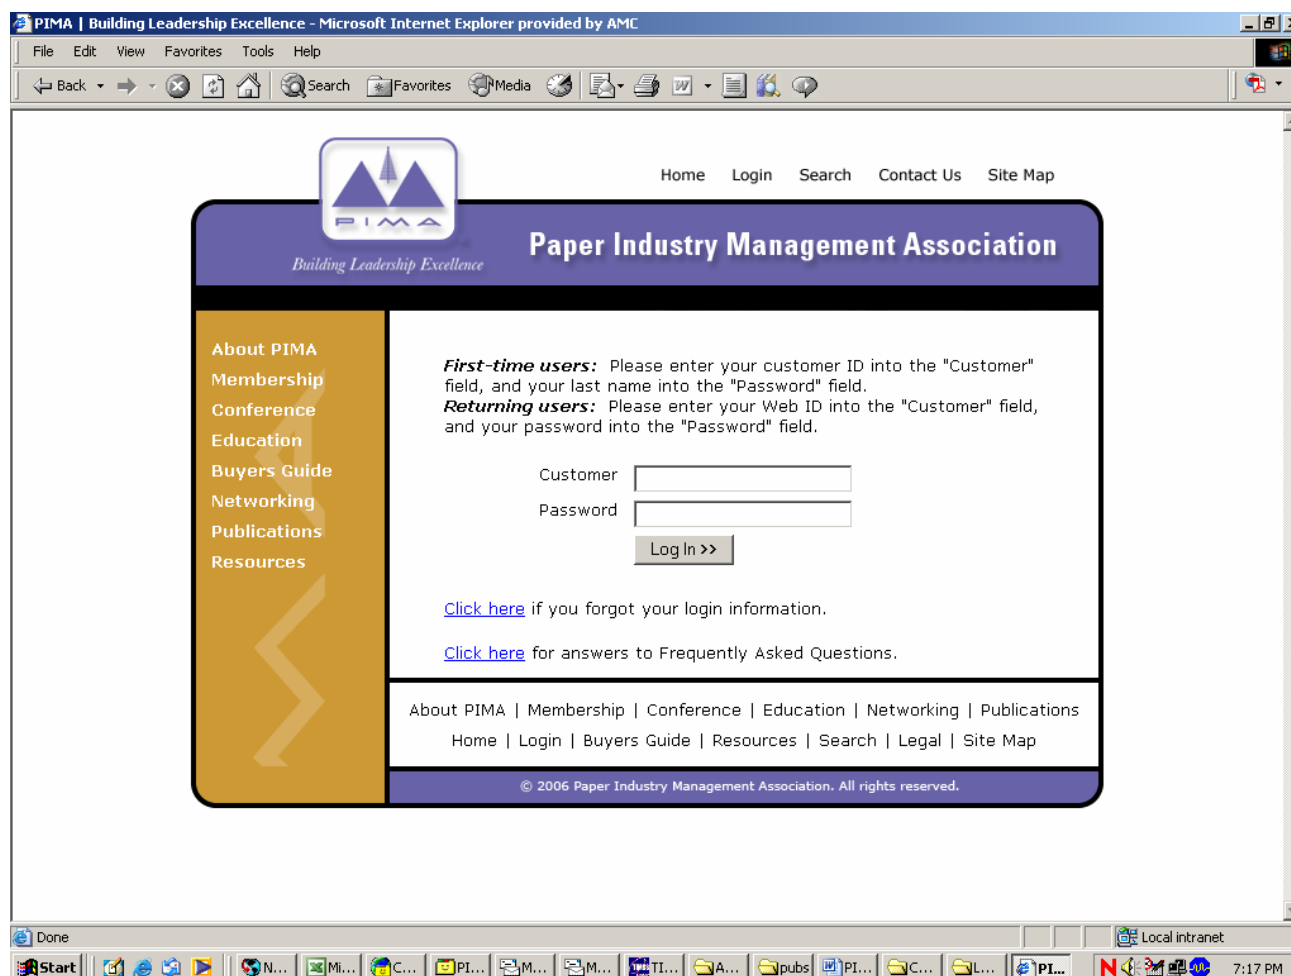 PIMA | Building Leadership Excellence - Microsoft Internet Explorer provided by AMC
File Edit View Favorites Tools Help
Back Search Favorites Media
Home Login Search Contact Us Site Map
PIMA
Building Leadership Excellence
Paper Industry Management Association
About PIMA
Membership
Conference
Education
Buyers Guide
Networking
Publications
Resources
First-time users: Please enter your customer ID into the "Customer"
field, and your last name into the "Password" field.
Returning users: Please enter your Web ID into the "Customer" field,
and your password into the "Password" field.
Customer
Password
Log In >>
Click here if you forgot your login information.
Click here for answers to Frequently Asked Questions.
About PIMA | Membership | Conference | Education | Networking | Publications
Home | Login | Buyers Guide | Resources | Search | Legal | Site Map
© 2006 Paper Industry Management Association. All rights reserved.
Done Local intranet
Start N... Mi... C... PI... M... M... TI... A... pubs PI... C... L... PI... 7:17 PM